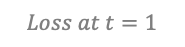 Loss at t = 1